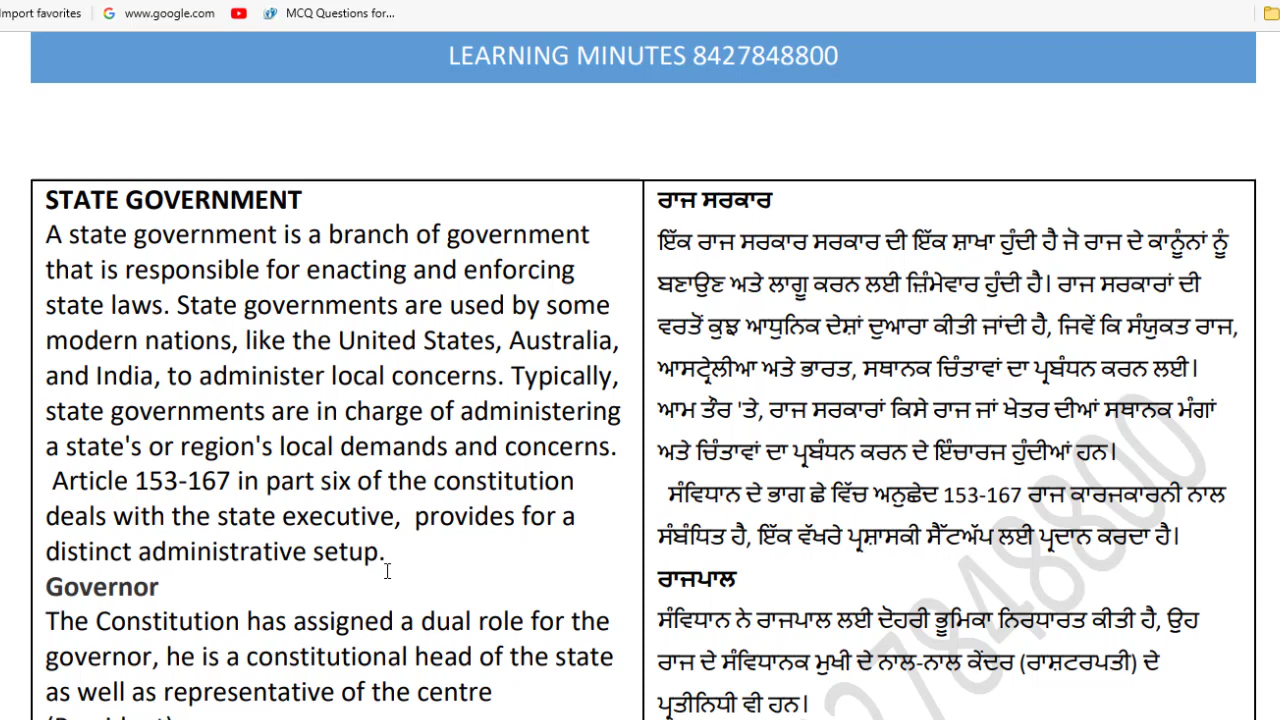 Import favorites
www.google.com
MCQ Questions for...
LEARNING MINUTES 8427848800
STATE GOVERNMENT
A state government is a branch of government
that is responsible for enacting and enforcing
state laws. State governments are used by some
modern nations, like the United States, Australia,
and India, to administer local concerns. Typically,
state governments are in charge of administering
a state's or region's local demands and concerns.
Article 153-167 in part six of the constitution
deals with the state executive, provides for a
distinct administrative setup.
Governor
The Constitution has assigned a dual role for the
governor, he is a constitutional head of the state
as well as representative of the centre
(President)
ਰਾਜ ਸਰਕਾਰ
ਇੱਕ ਰਾਜ ਸਰਕਾਰ ਸਰਕਾਰ ਦੀ ਇੱਕ ਸ਼ਾਖਾ ਹੁੰਦੀ ਹੈ ਜੋ ਰਾਜ ਦੇ ਕਾਨੂੰਨਾਂ ਨੂੰ
ਬਣਾਉਣ ਅਤੇ ਲਾਗੂ ਕਰਨ ਲਈ ਜ਼ਿੰਮੇਵਾਰ ਹੁੰਦੀ ਹੈ। ਰਾਜ ਸਰਕਾਰਾਂ ਦੀ
ਵਰਤੋਂ ਕੁਝ ਆਧੁਨਿਕ ਦੇਸ਼ਾਂ ਦੁਆਰਾ ਕੀਤੀ ਜਾਂਦੀ ਹੈ, ਜਿਵੇਂ ਕਿ ਸੰਯੁਕਤ ਰਾਜ,
ਆਸਟ੍ਰੇਲੀਆ ਅਤੇ ਭਾਰਤ, ਸਥਾਨਕ ਚਿੰਤਾਵਾਂ ਦਾ ਪ੍ਰਬੰਧਨ ਕਰਨ ਲਈ।
ਆਮ ਤੌਰ 'ਤੇ, ਰਾਜ ਸਰਕਾਰਾਂ ਕਿਸੇ ਰਾਜ ਜਾਂ ਖੇਤਰ ਦੀਆਂ ਸਥਾਨਕ ਮੰਗਾਂ
ਅਤੇ ਚਿੰਤਾਵਾਂ ਦਾ ਪ੍ਰਬੰਧਨ ਕਰਨ ਦੇ ਇੰਚਾਰਜ ਹੁੰਦੀਆਂ ਹਨ।
ਸੰਵਿਧਾਨ ਦੇ ਭਾਗ ਛੇ ਵਿੱਚ ਅਨੁਛੇਦ 153-167 ਰਾਜ ਕਾਰਜਕਾਰਨੀ ਨਾਲ
ਸੰਬੰਧਿਤ ਹੈ, ਇੱਕ ਵੱਖਰੇ ਪ੍ਰਸ਼ਾਸਕੀ ਸੈੱਟਅੱਪ ਲਈ ਪ੍ਰਦਾਨ ਕਰਦਾ ਹੈ।
ਰਾਜਪਾਲ
ਸੰਵਿਧਾਨ ਨੇ ਰਾਜਪਾਲ ਲਈ ਦੋਹਰੀ ਭੂਮਿਕਾ ਨਿਰਧਾਰਤ ਕੀਤੀ ਹੈ, ਉਹ
ਰਾਜ ਦੇ ਸੰਵਿਧਾਨਕ ਮੁਖੀ ਦੇ ਨਾਲ-ਨਾਲ ਕੇਂਦਰ (ਰਾਸ਼ਟਰਪਤੀ) ਦੇ
ਪ੍ਰਤੀਨਿਧੀ ਵੀ ਹਨ।